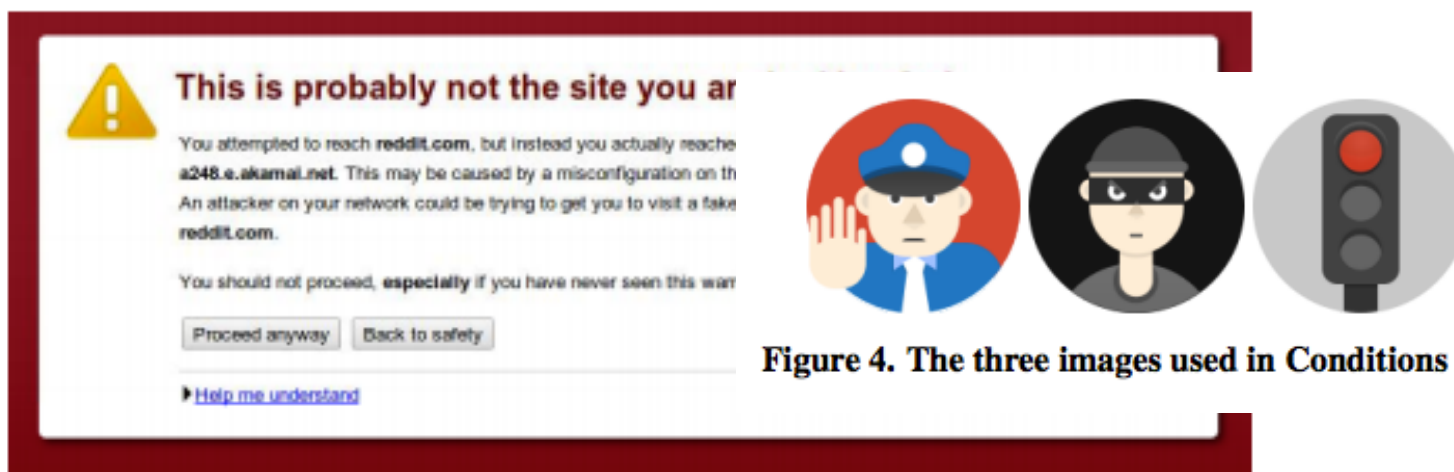 This is probably not the site you ar
You attempted to reach reddit.com, but instead you actually reache
a248.e.akamai.net. This may be caused by a misconfiguration on th
An attacker on your network could be trying to get you to visit a fake
reddit.com.
You should not proceed, especially if you have never seen this war
Proceed anyway Back to safety
Help me understand
Figure 4. The three images used in Conditions